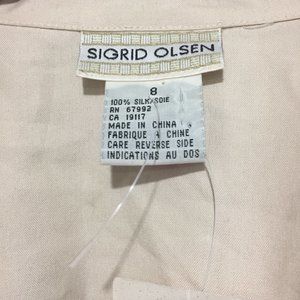 SIGRID OLSEN
8
100% SILK/SOIE
RN 67992
CA 19117
MADE IN CHINA
FABRIQUE A CHINE
CARE REVERSE SIDE
INDICATIONS AU DOS